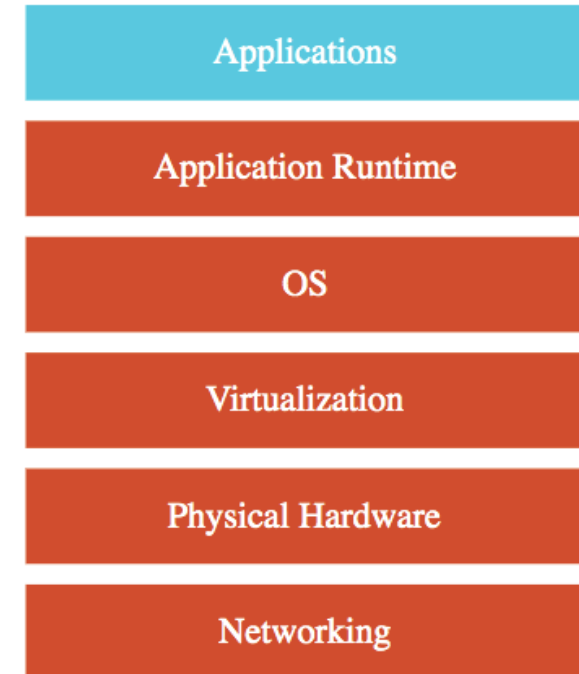 Applications
Application Runtime
OS
Virtualization
Physical Hardware
Networking